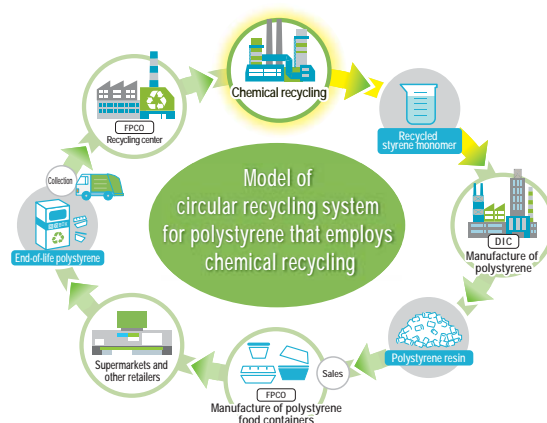 Chemical recycling
FPCO
Recycling center
Recycled
styrene monomer
Collection
Model of
circular recycling system
for polystyrene that employs
chemical recycling
End-of-life polystyrene
DIC
Manufacture of
polystyrene
Supermarkets and
other retailers
Polystyrene resin
Sales
FPCO
Manufacture of polystyrene
food containers